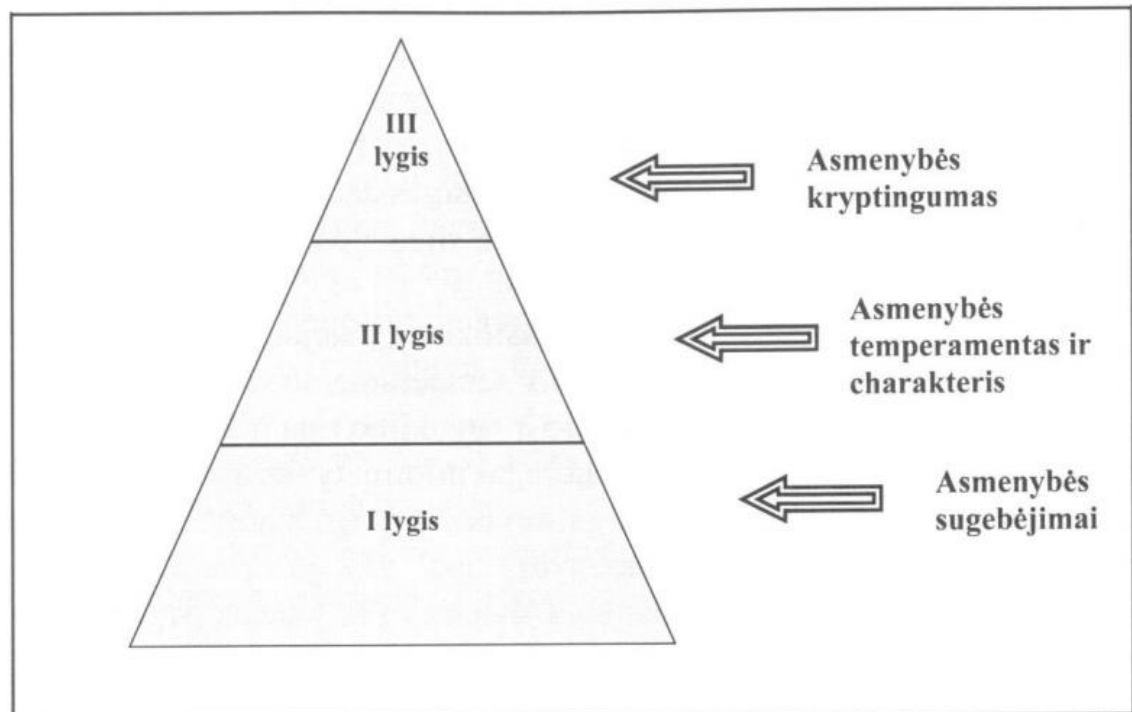 III
lygis
Asmenybės
kryptingumas
II lygis
Asmenybės
temperamentas ir
charakteris
I lygis
Asmenybės
sugebėjimai